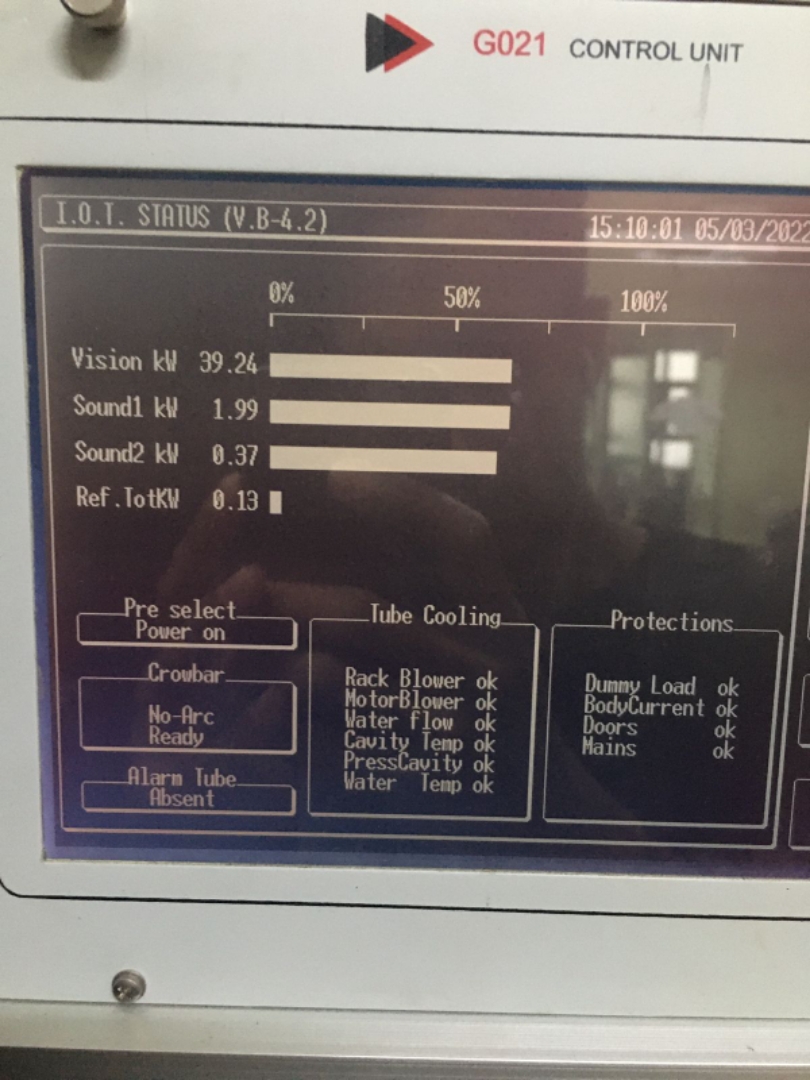 G021 CONTROL UNIT
I.O.T. STATUS (V.B-4.2) 15:10:01 05/03/2022
0% 50% 100%
Vision kW 39.24
Sound1 kW 1.99
Sound2 kW 0.37
Ref.TotKW 0.13
Pre select
Power on
Crowbar
No-Arc
Ready
Alarm Tube
Absent
Tube Cooling
Rack Blower ok
MotorBlower ok
Water flow ok
Cavity Temp ok
PressCavity ok
Water Temp ok
Protections
Dummy Load ok
BodyCurrent ok
Doors ok
Mains ok